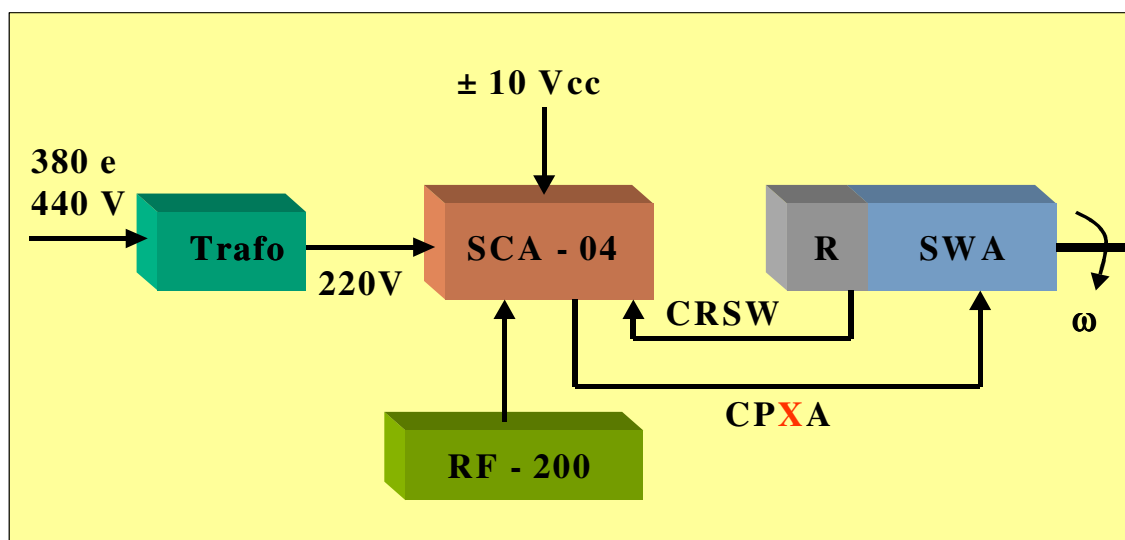 ± 10 Vcc
380 e
440 V
Trafo
220V
SCA - 04
R
SWA
CRSW
ω
CPXA
RF - 200